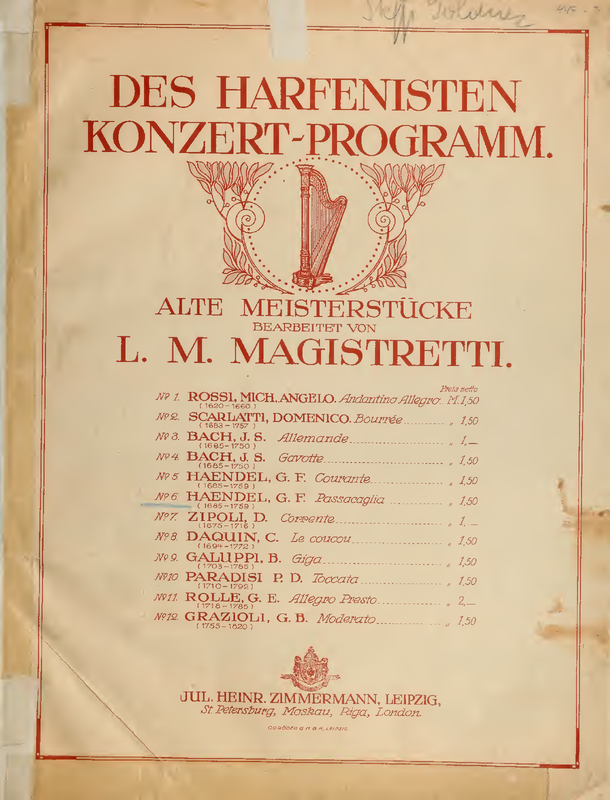 DES HARFENISTEN
KONZERT-PROGRAMM.
ALTE MEISTERSTÜCKE
BEARBEITET VON
L. M. MAGISTRETTI.
Preis netto
No 1. ROSSI, MICH. ANGELO. Andantino Allegro.. M. 1,50
(1620-1660)
No 2. SCARLATTI, DOMENICO. Bourrée.......... „ 1,50
(1683-1757)
No 3. BACH, J. S. Allemande.......... „ 1,_
(1685-1750)
No 4. BACH, J. S. Gavotte.......... „ 1,50
(1685-1750)
No 5 HAENDEL, G. F. Courante.......... „ 1,50
(1685-1759)
No 6. HAENDEL, G. F. Passacaglia.......... „ 1,50
(1685-1759)
No 7. ZIPOLI, D. Corrente.......... „ 1._
(1675-1716)
No 8 DAQUIN, C. Le coucou.......... „ 1,50
(1694-1772)
No 9. GALUPPI, B. Giga.......... „ 1,50
(1703-1785)
No 10 PARADISI P. D. Toccata.......... „ 1,50
(1710-1792)
No 11. ROLLE, G. E. Allegro Presto.......... „ 2,_
(1718-1785)
No 12. GRAZIOLI, G. B. Moderato.......... „ 1,50
(1755-1820)
JUL. HEINR. ZIMMERMANN, LEIPZIG,
St. Petersburg, Moskau, Riga, London.